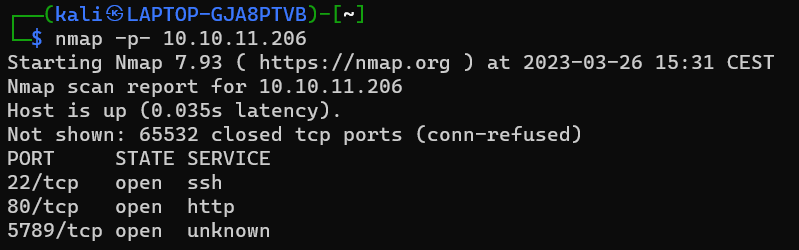 ┌──(kali㉿LAPTOP-GJA8PTVB)-[~]
└─$ nmap -p- 10.10.11.206
Starting Nmap 7.93 ( https://nmap.org ) at 2023-03-26 15:31 CEST
Nmap scan report for 10.10.11.206
Host is up (0.035s latency).
Not shown: 65532 closed tcp ports (conn-refused)
PORT     STATE SERVICE
22/tcp   open  ssh
80/tcp   open  http
5789/tcp open  unknown